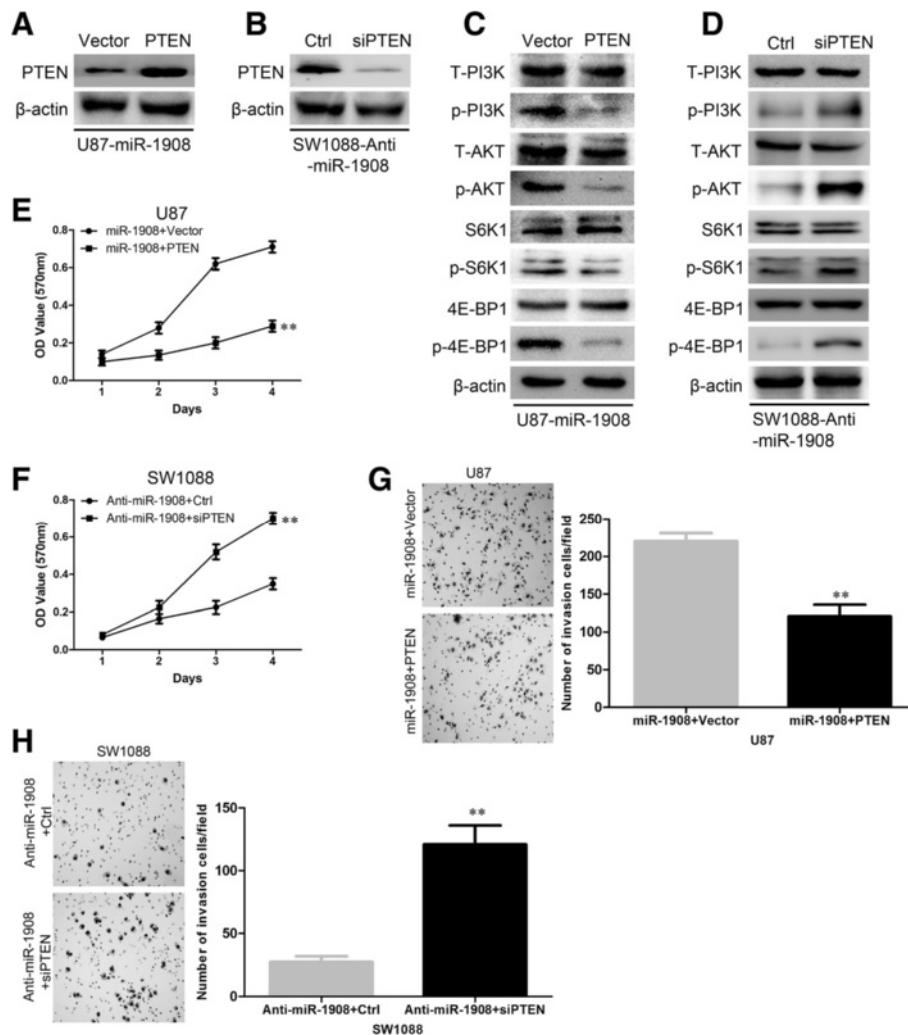 A
Vector PTEN
PTEN
β-actin
U87-miR-1908
B
Ctrl siPTEN
PTEN
β-actin
SW1088-Anti
-miR-1908
C
Vector PTEN
T-PI3K
p-PI3K
T-AKT
p-AKT
S6K1
p-S6K1
4E-BP1
p-4E-BP1
β-actin
U87-miR-1908
D
Ctrl siPTEN
T-PI3K
p-PI3K
T-AKT
p-AKT
S6K1
p-S6K1
4E-BP1
p-4E-BP1
β-actin
SW1088-Anti
-miR-1908
E
U87
miR-1908+Vector
miR-1908+PTEN
OD Value (570nm)
0.8
0.6
0.4
0.2
0.0
**
1 2 3 4
Days
F
SW1088
Anti-miR-1908+Ctrl
Anti-miR-1908+siPTEN
OD Value (570nm)
0.8
0.6
0.4
0.2
0.0
**
1 2 3 4
Days
G
U87
miR-1908+Vector
miR-1908+PTEN
Number of invasion cells/field
250
200
150
100
50
0
**
miR-1908+Vector miR-1908+PTEN
U87
H
SW1088
Anti-miR-1908
+Ctrl
Anti-miR-1908
+siPTEN
Number of invasion cells/field
150
100
50
0
**
Anti-miR-1908+Ctrl Anti-miR-1908+siPTEN
SW1088